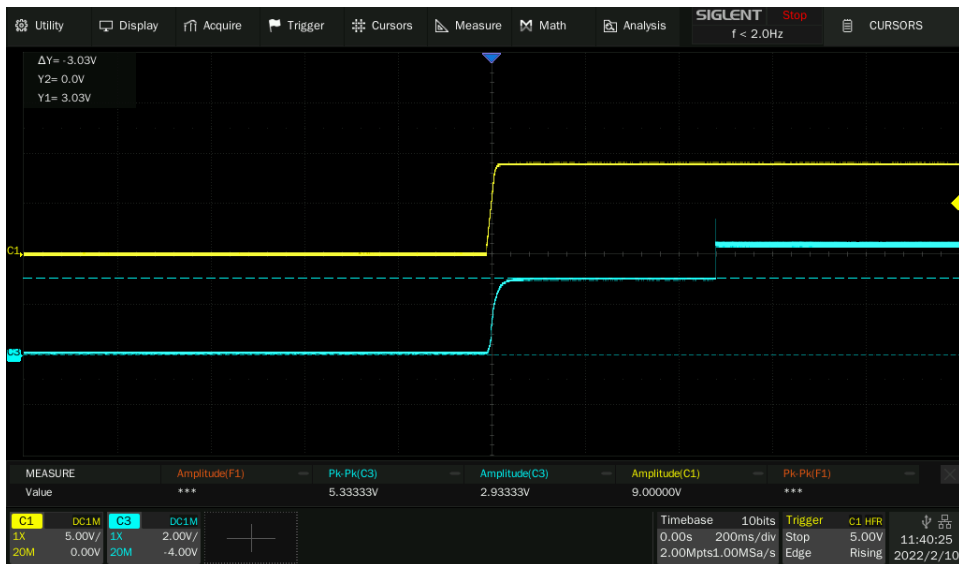 Utility Display Acquire Trigger Cursors Measure Math Analysis SIGLENT Stop CURSORS
f < 2.0Hz
ΔY= -3.03V
Y2= 0.0V
Y1= 3.03V
C1
C3
MEASURE Amplitude(F1) Pk-Pk(C3) Amplitude(C3) Amplitude(C1) Pk-Pk(F1)
Value *** 5.33333V 2.93333V 9.00000V ***
C1 DC1M C3 DC1M Timebase 10bits Trigger C1 HFR
1X 5.00V/ 1X 2.00V/ 0.00s 200ms/div Stop 5.00V 11:40:25
20M 0.00V 20M -4.00V 2.00Mpts1.00MSa/s Edge Rising 2022/2/10